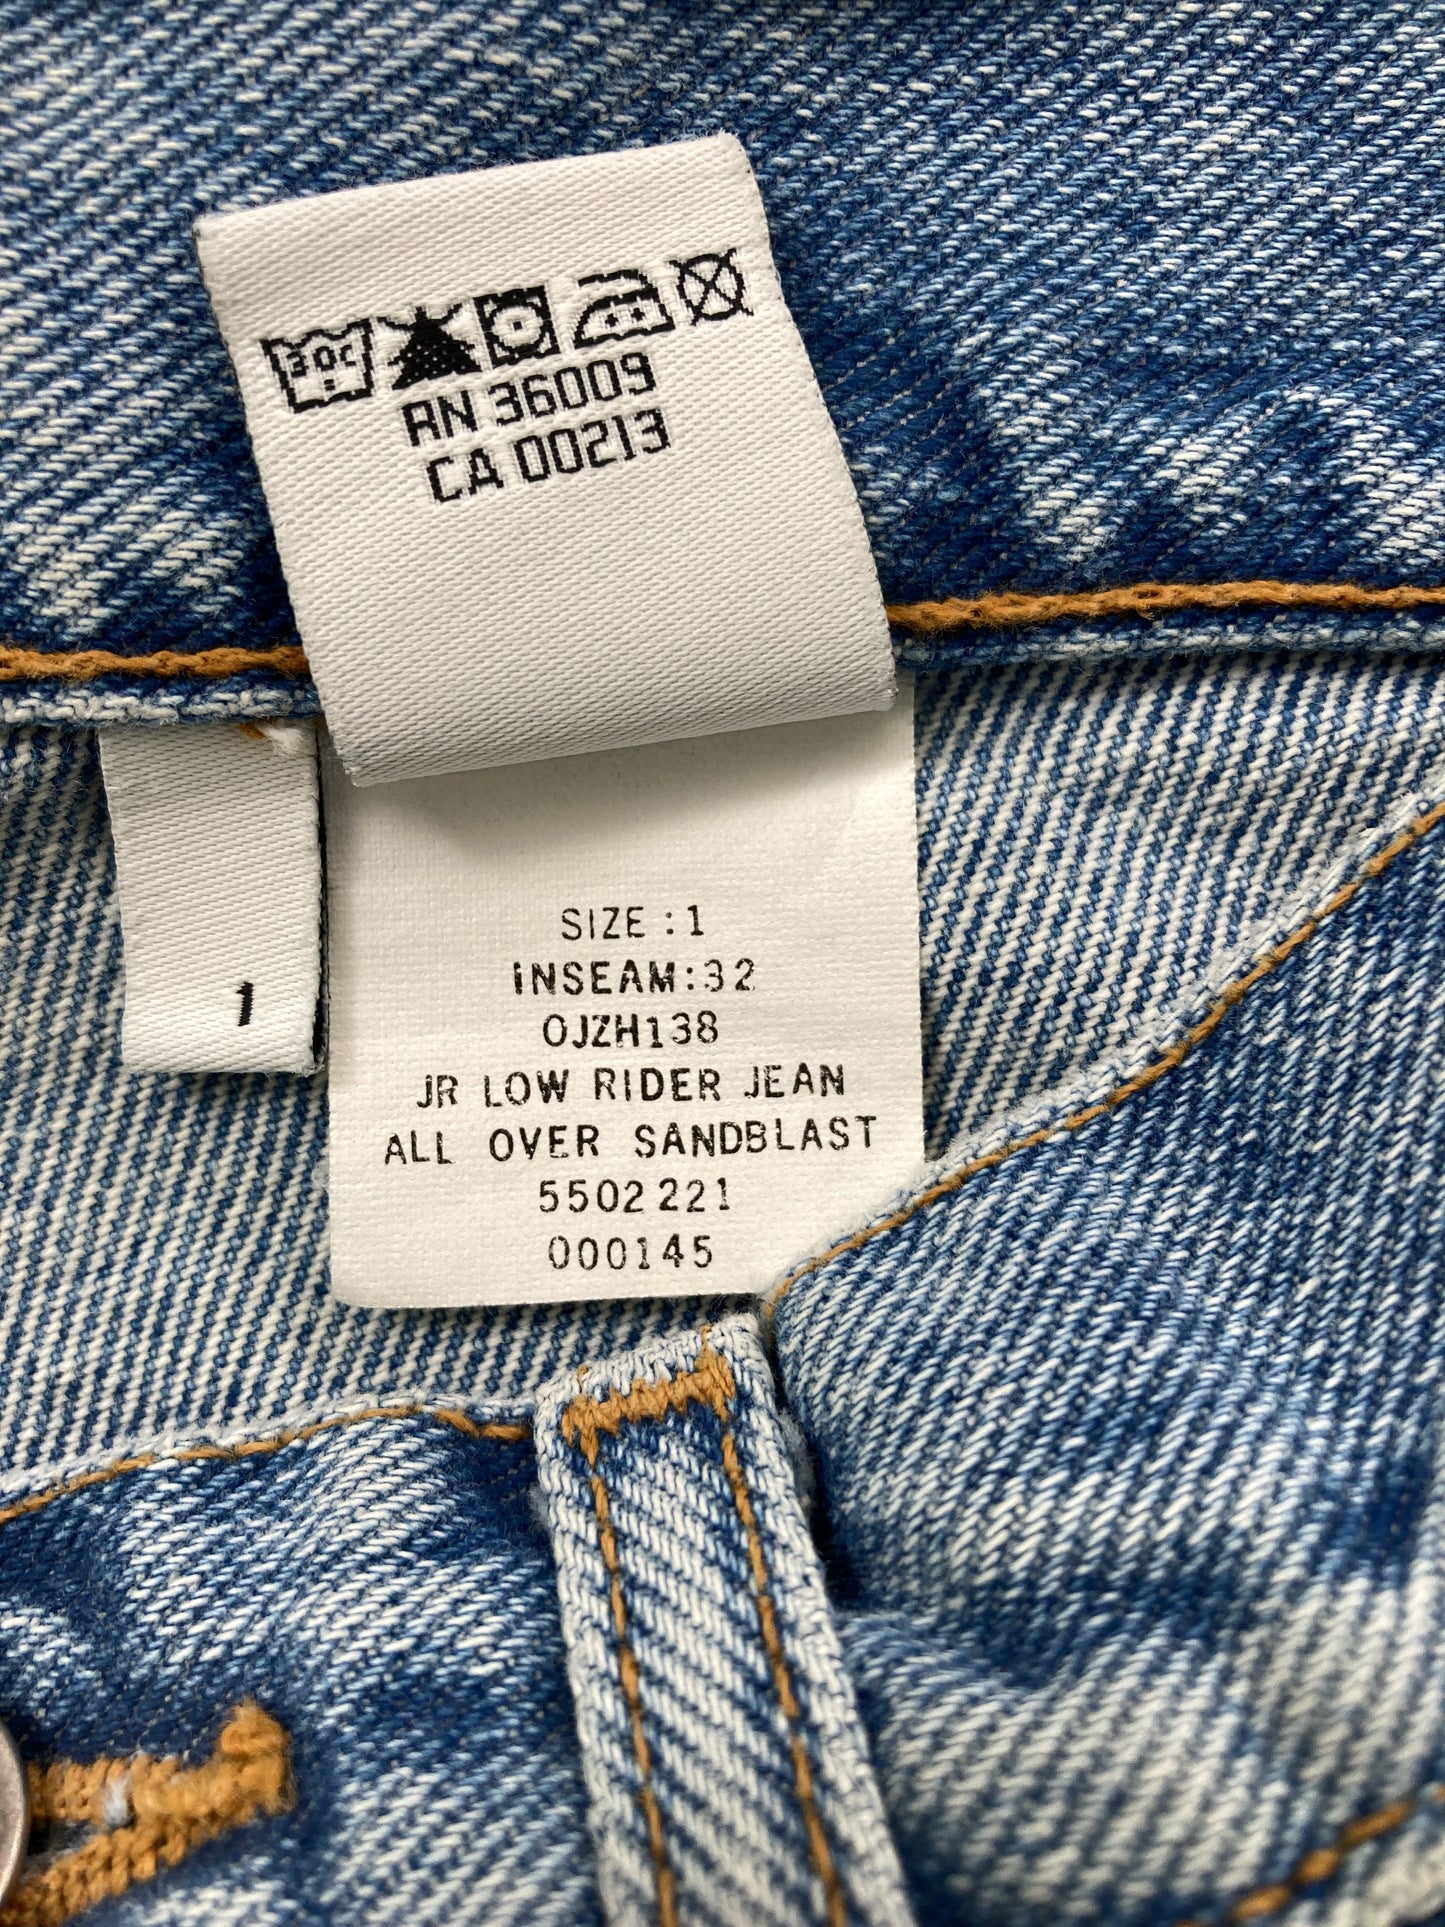 30C
RN 36009
CA 00213
1
SIZE : 1
INSEAM: 32
OJZH138
JR LOW RIDER JEAN
ALL OVER SANDBLAST
5502221
000145